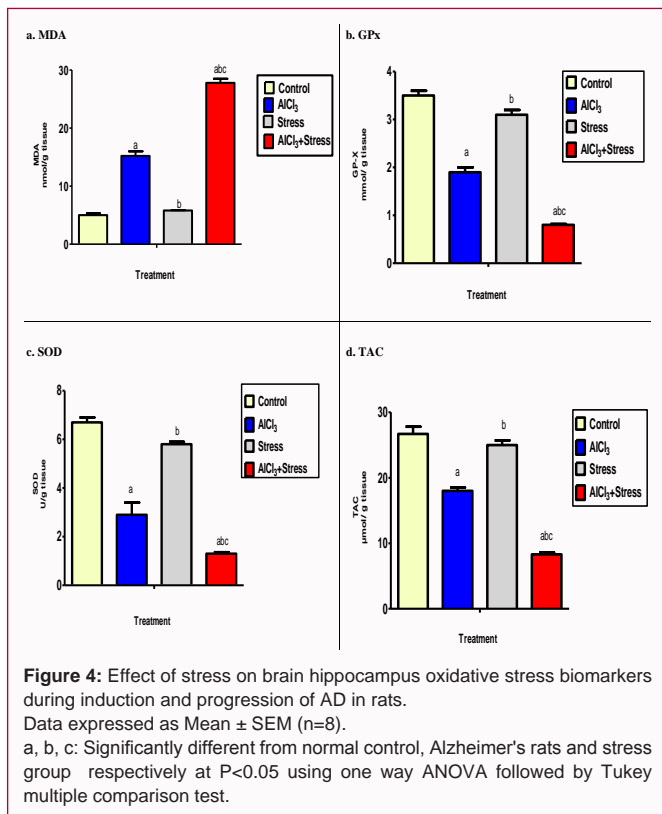 a. MDA
30
20
10
0
MDA
nmol/g tissue
a
b
abc
Control
AlCl₃
Stress
AlCl₃+Stress
Treatment
b. GPx
4
3
2
1
0
GP-X
mmol/ g tissue
a
b
abc
Control
AlCl₃
Stress
AlCl₃+Stress
Treatment
c. SOD
8
6
4
2
0
SOD
U/g tissue
a
b
abc
Control
AlCl₃
Stress
AlCl₃+Stress
Treatment
d. TAC
30
20
10
0
TAC
µmol/ g tissue
a
b
abc
Control
AlCl₃
Stress
AlCl₃+Stress
Treatment
Figure 4: Effect of stress on brain hippocampus oxidative stress biomarkers
during induction and progression of AD in rats.
Data expressed as Mean ± SEM (n=8).
a, b, c: Significantly different from normal control, Alzheimer's rats and stress
group respectively at P<0.05 using one way ANOVA followed by Tukey
multiple comparison test.